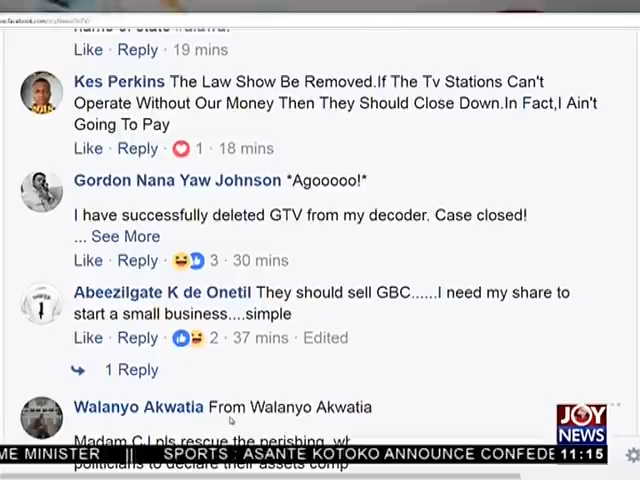 Like · Reply · 19 mins
Kes Perkins The Law Show Be Removed.If The Tv Stations Can't
Operate Without Our Money Then They Should Close Down.In Fact,I Ain't
Going To Pay
Like · Reply · 1 · 18 mins
Gordon Nana Yaw Johnson *Agooooo!*
I have successfully deleted GTV from my decoder. Case closed!
... See More
Like · Reply · 3 · 30 mins
Abeezilgate K de Onetil They should sell GBC......I need my share to
start a small business....simple
Like · Reply · 2 · 37 mins · Edited
1 Reply
Walanyo Akwatia From Walanyo Akwatia
Madam CJ pls rescue the perishing,
politicians to declare their assets
JOY
NEWS
ME MINISTER || SPORTS : ASANTE KOTOKO ANNOUNCE CONFEDE 11:15